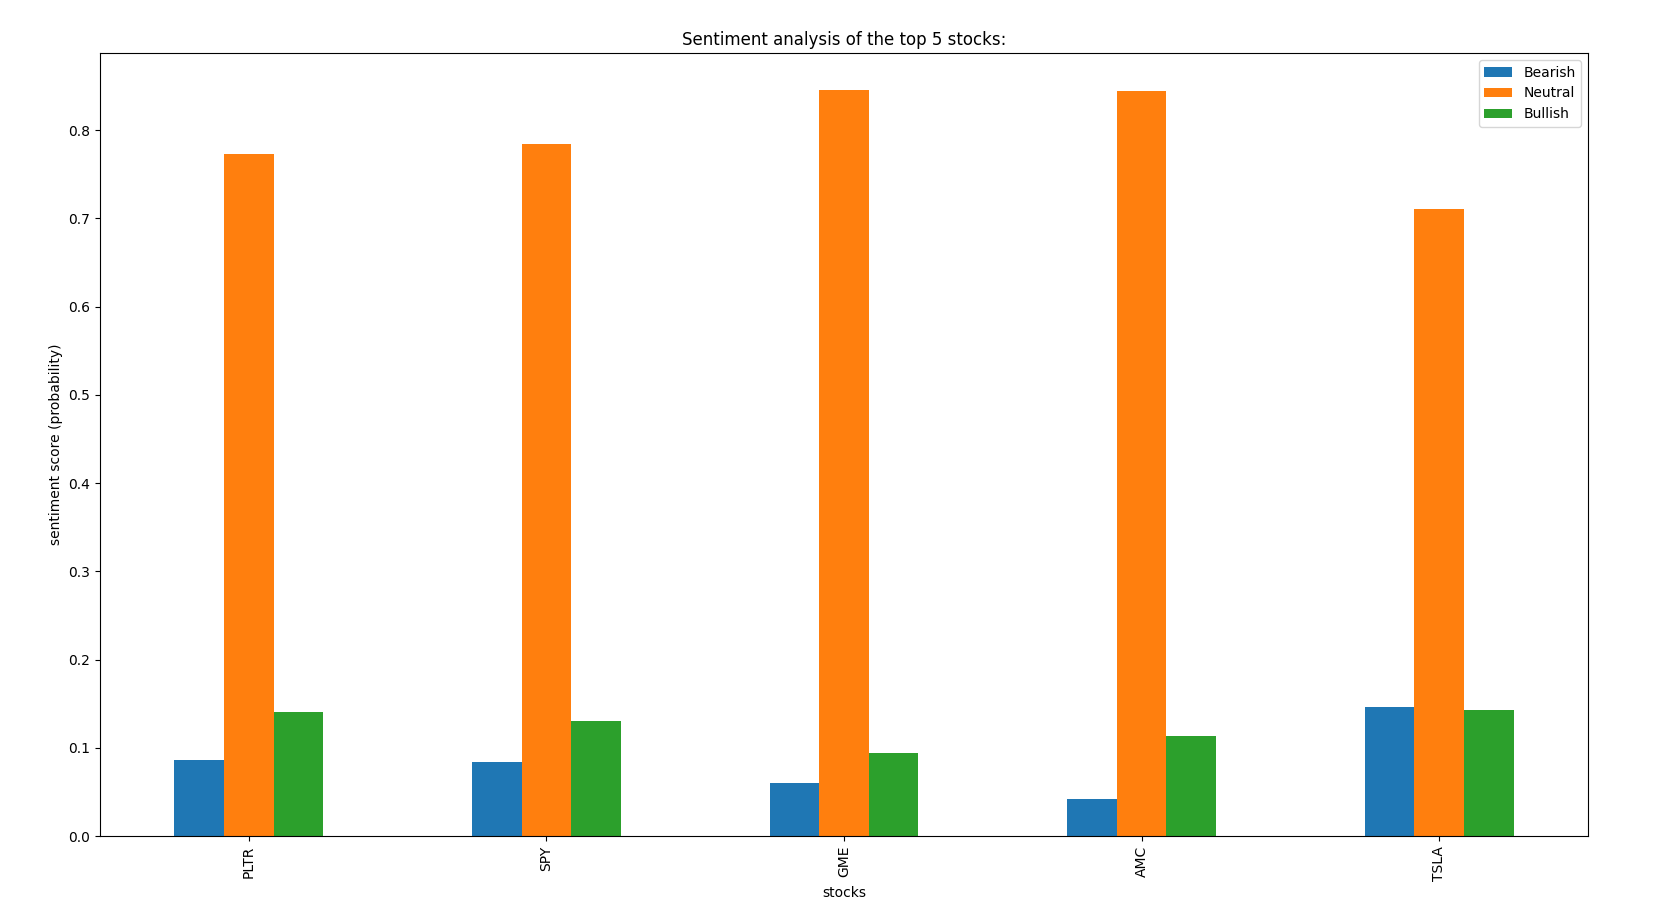 Sentiment analysis of the top 5 stocks:
Bearish
Neutral
Bullish
sentiment score (probability)
0.8
0.7
0.6
0.5
0.4
0.3
0.2
0.1
0.0
PLTR
SPY
GME
AMC
TSLA
stocks